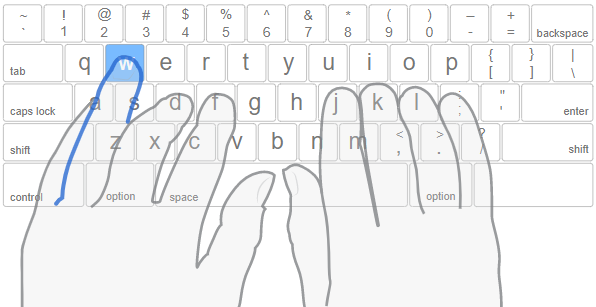 ~ ! @ # $ % ^ & * ( ) – +
` 1 2 3 4 5 6 7 8 9 0 - = backspace
tab q w e r t y u i o p { [ } ] | \
caps lock a s d f g h j k l : ; " ' enter
shift z x c v b n m < , > . ? / shift
control option space option